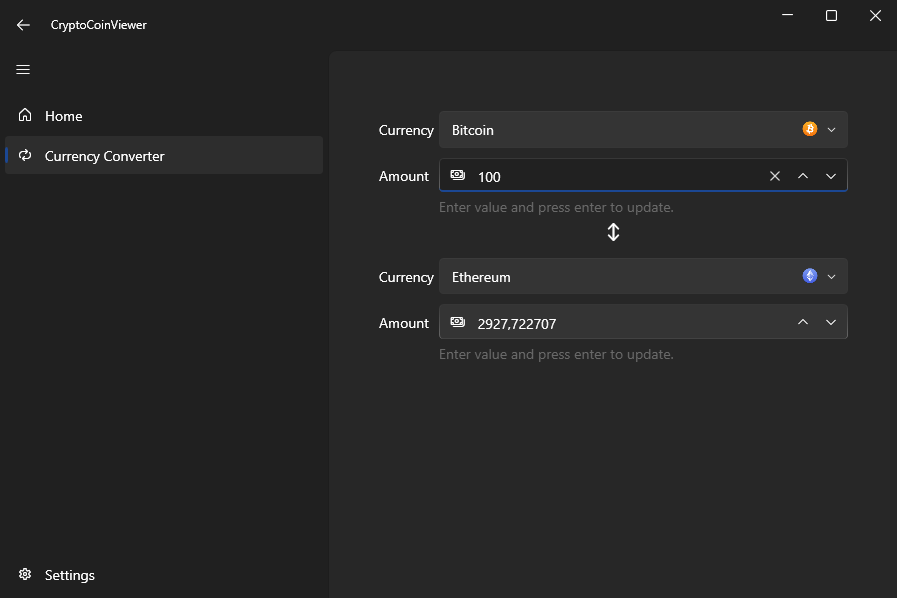 CryptoCoinViewer
Home
Currency Converter
Currency Bitcoin
Amount 100
Enter value and press enter to update.
Currency Ethereum
Amount 2927,722707
Enter value and press enter to update.
Settings